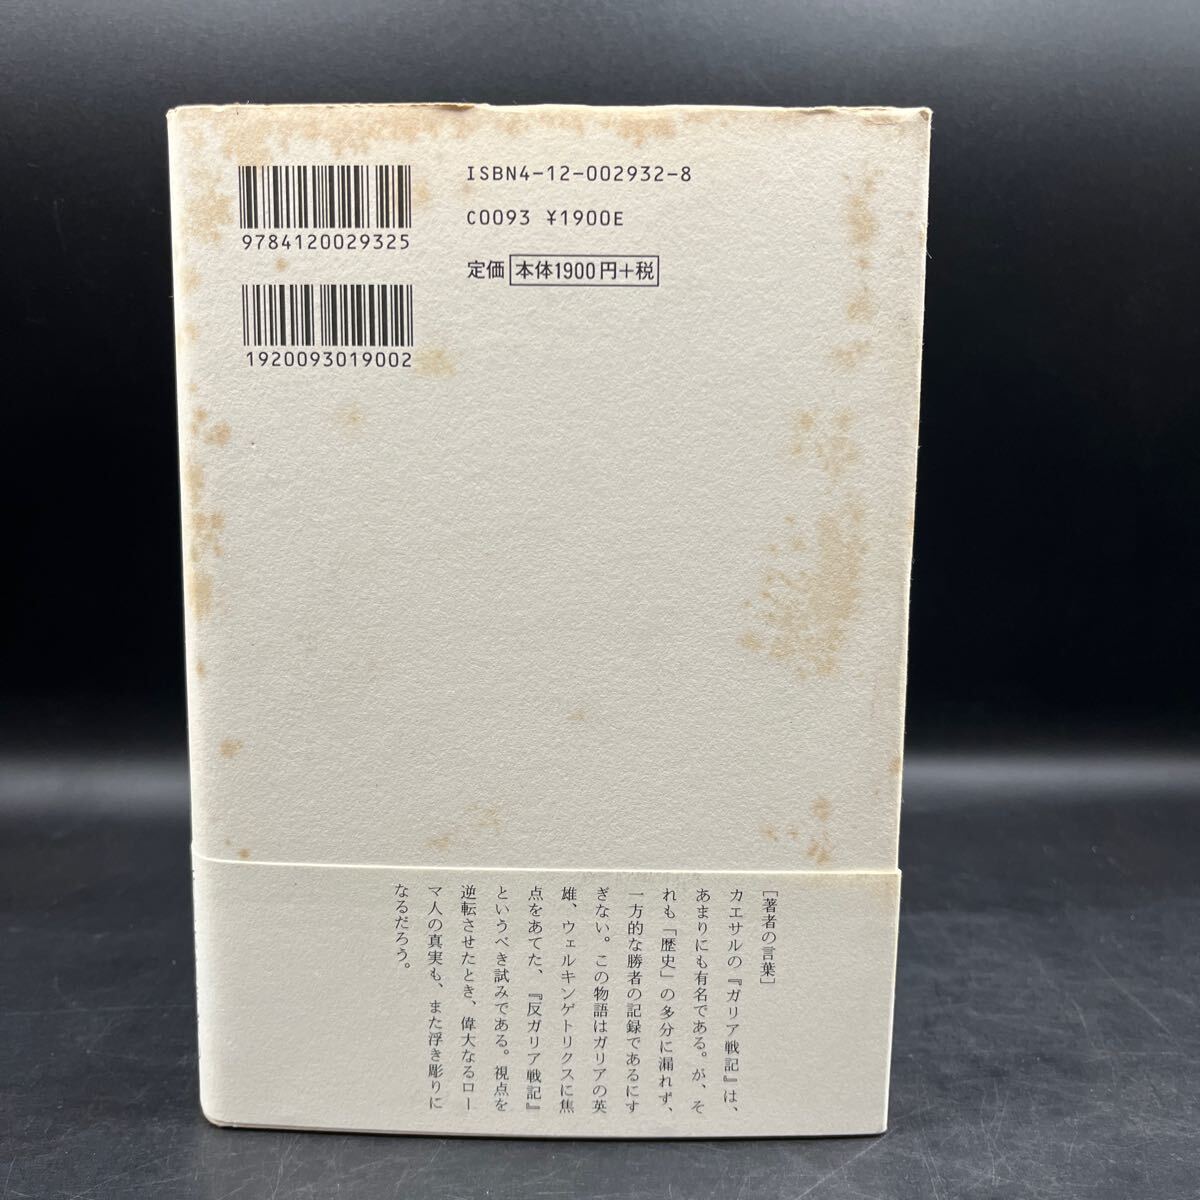 ISBN4-12-002932-8
9784120029325
C0093 ¥1900E
定価 本体1900円+税
1920093019002
[著者の言葉]
カエサルの『ガリア戦記』は、
あまりにも有名である。が、そ
れも「歴史」の多分に漏れず、
一方的な勝者の記録であるにす
ぎない。この物語はガリアの英
雄、ウェルキンゲトリクスに焦
点をあてた、『反ガリア戦記』
というべき試みである。視点を
逆転させたとき、偉大なるロー
マ人の真実も、また浮き彫りに
なるだろう。